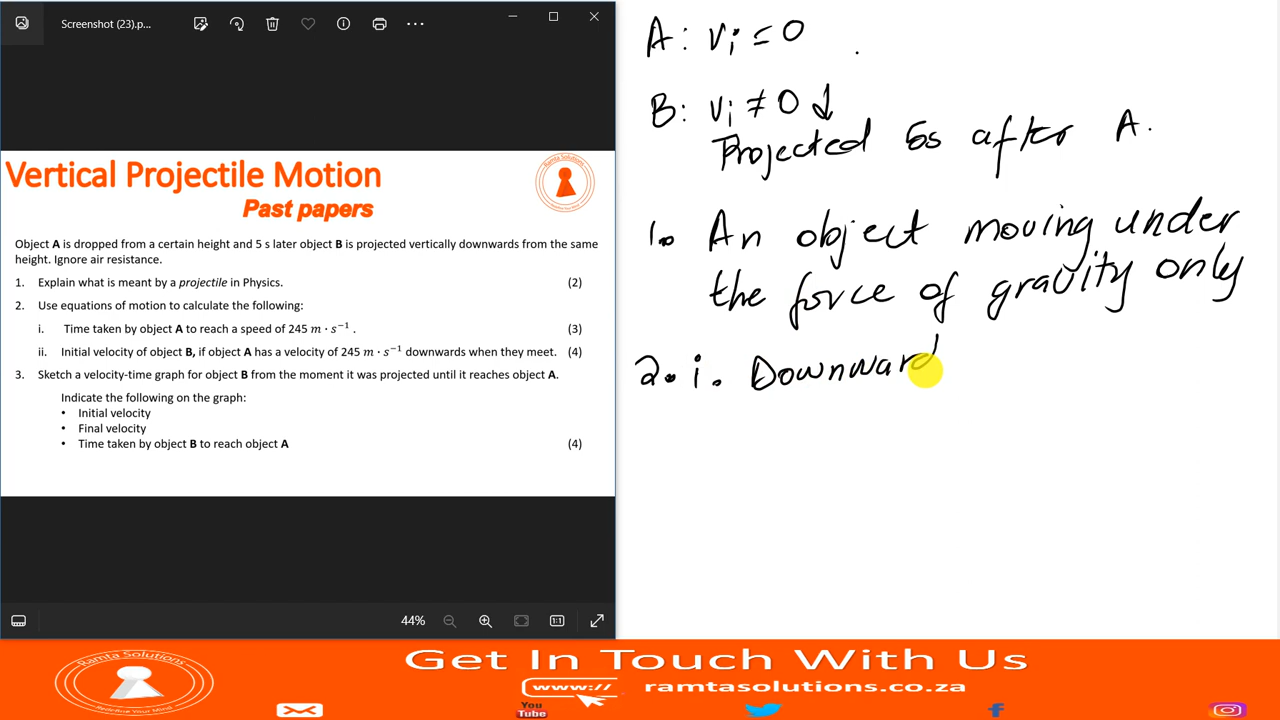 Screenshot (23).p...
Vertical Projectile Motion
Past papers
Ramta Solutions
Object A is dropped from a certain height and 5 s later object B is projected vertically downwards from the same
height. Ignore air resistance.
1. Explain what is meant by a projectile in Physics. (2)
2. Use equations of motion to calculate the following:
i. Time taken by object A to reach a speed of 245 m · s⁻¹ . (3)
ii. Initial velocity of object B, if object A has a velocity of 245 m · s⁻¹ downwards when they meet. (4)
3. Sketch a velocity-time graph for object B from the moment it was projected until it reaches object A.
Indicate the following on the graph:
• Initial velocity
• Final velocity
• Time taken by object B to reach object A (4)
44%
1:1
A: vi = 0
B: vi ≠ 0 ↓
Projected 5s after A.
1. An object moving under
the force of gravity only
2. i. Downward
Ramta Solutions
Redefine Your Mind
Get In Touch With Us
www://
ramtasolutions.co.za
You
Tube